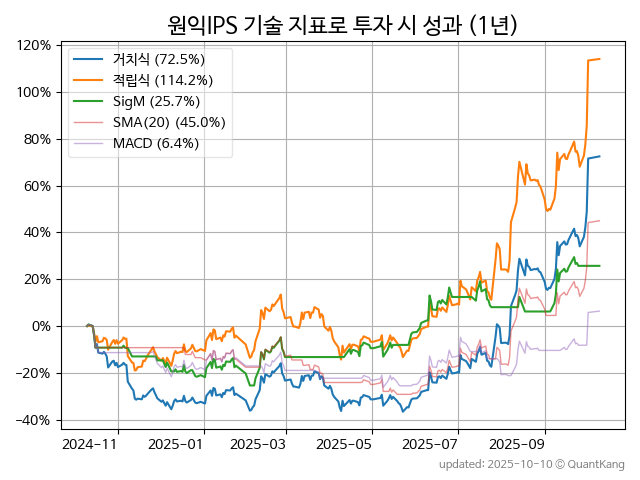 원익IPS 기술 지표로 투자 시 성과 (1년)
120%
100%
80%
60%
40%
20%
0%
−20%
−40%
거치식 (72.5%)
적립식 (114.2%)
SigM (25.7%)
SMA(20) (45.0%)
MACD (6.4%)
2024−11
2025−01
2025−03
2025−05
2025−07
2025−09
updated: 2025-10-10 © QuantKang